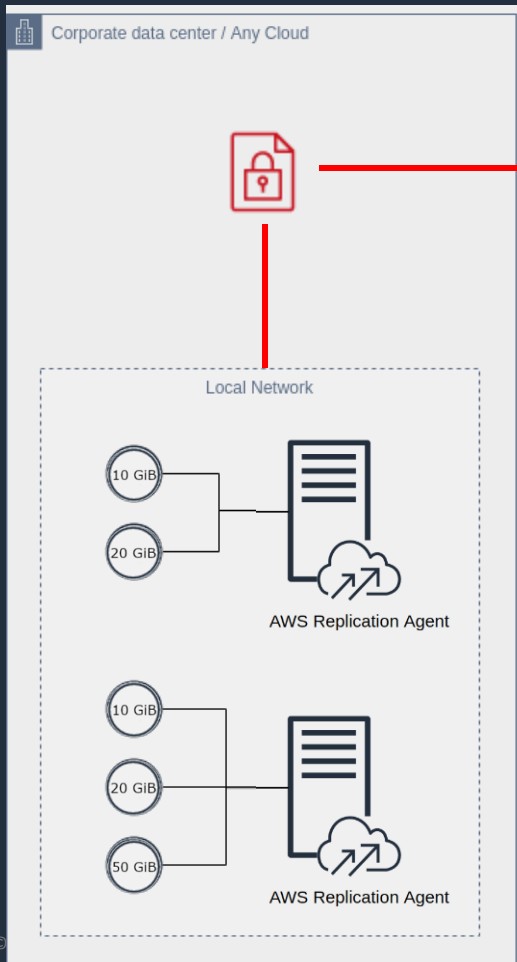 Corporate data center / Any Cloud
Local Network
10 GiB
20 GiB
AWS Replication Agent
10 GiB
20 GiB
50 GiB
AWS Replication Agent
©